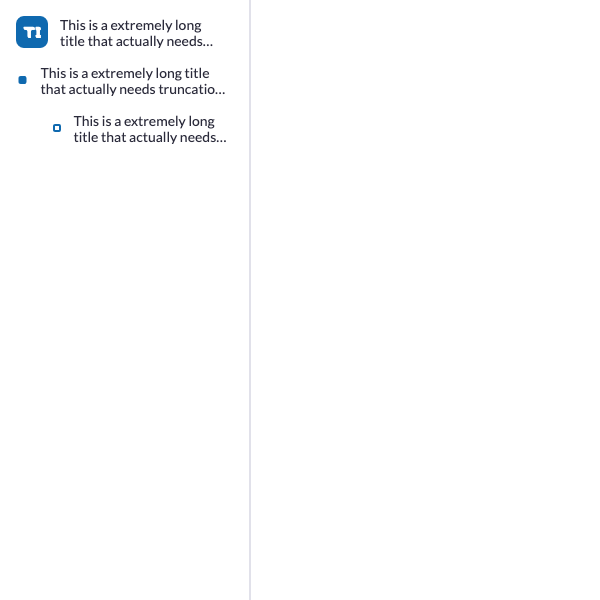 TI
This is a extremely long
title that actually needs...
This is a extremely long title
that actually needs truncatio...
This is a extremely long
title that actually needs...